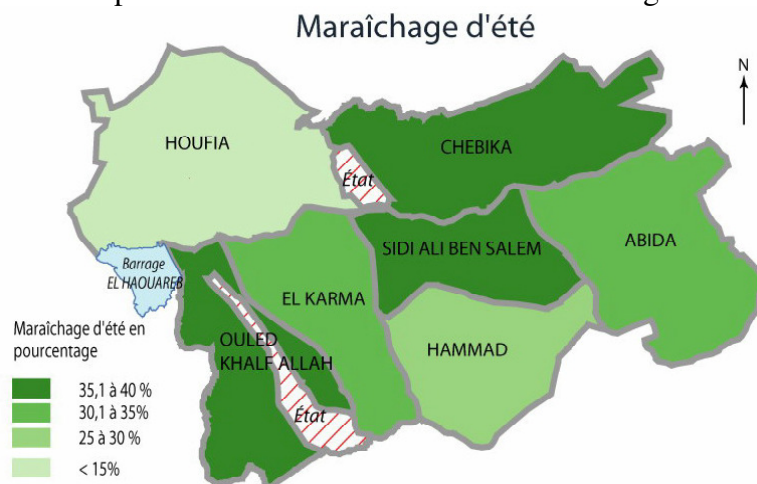 Maraîchage d'été
N
HOUFIA
CHEBIKA
État
SIDI ALI BEN SALEM
ABIDA
Barrage
EL HAOUAREB
EL KARMA
OULED
KHALF ALLAH
HAMMAD
État
Maraîchage d'été en
pourcentage
35,1 à 40 %
30,1 à 35%
25 à 30 %
< 15%